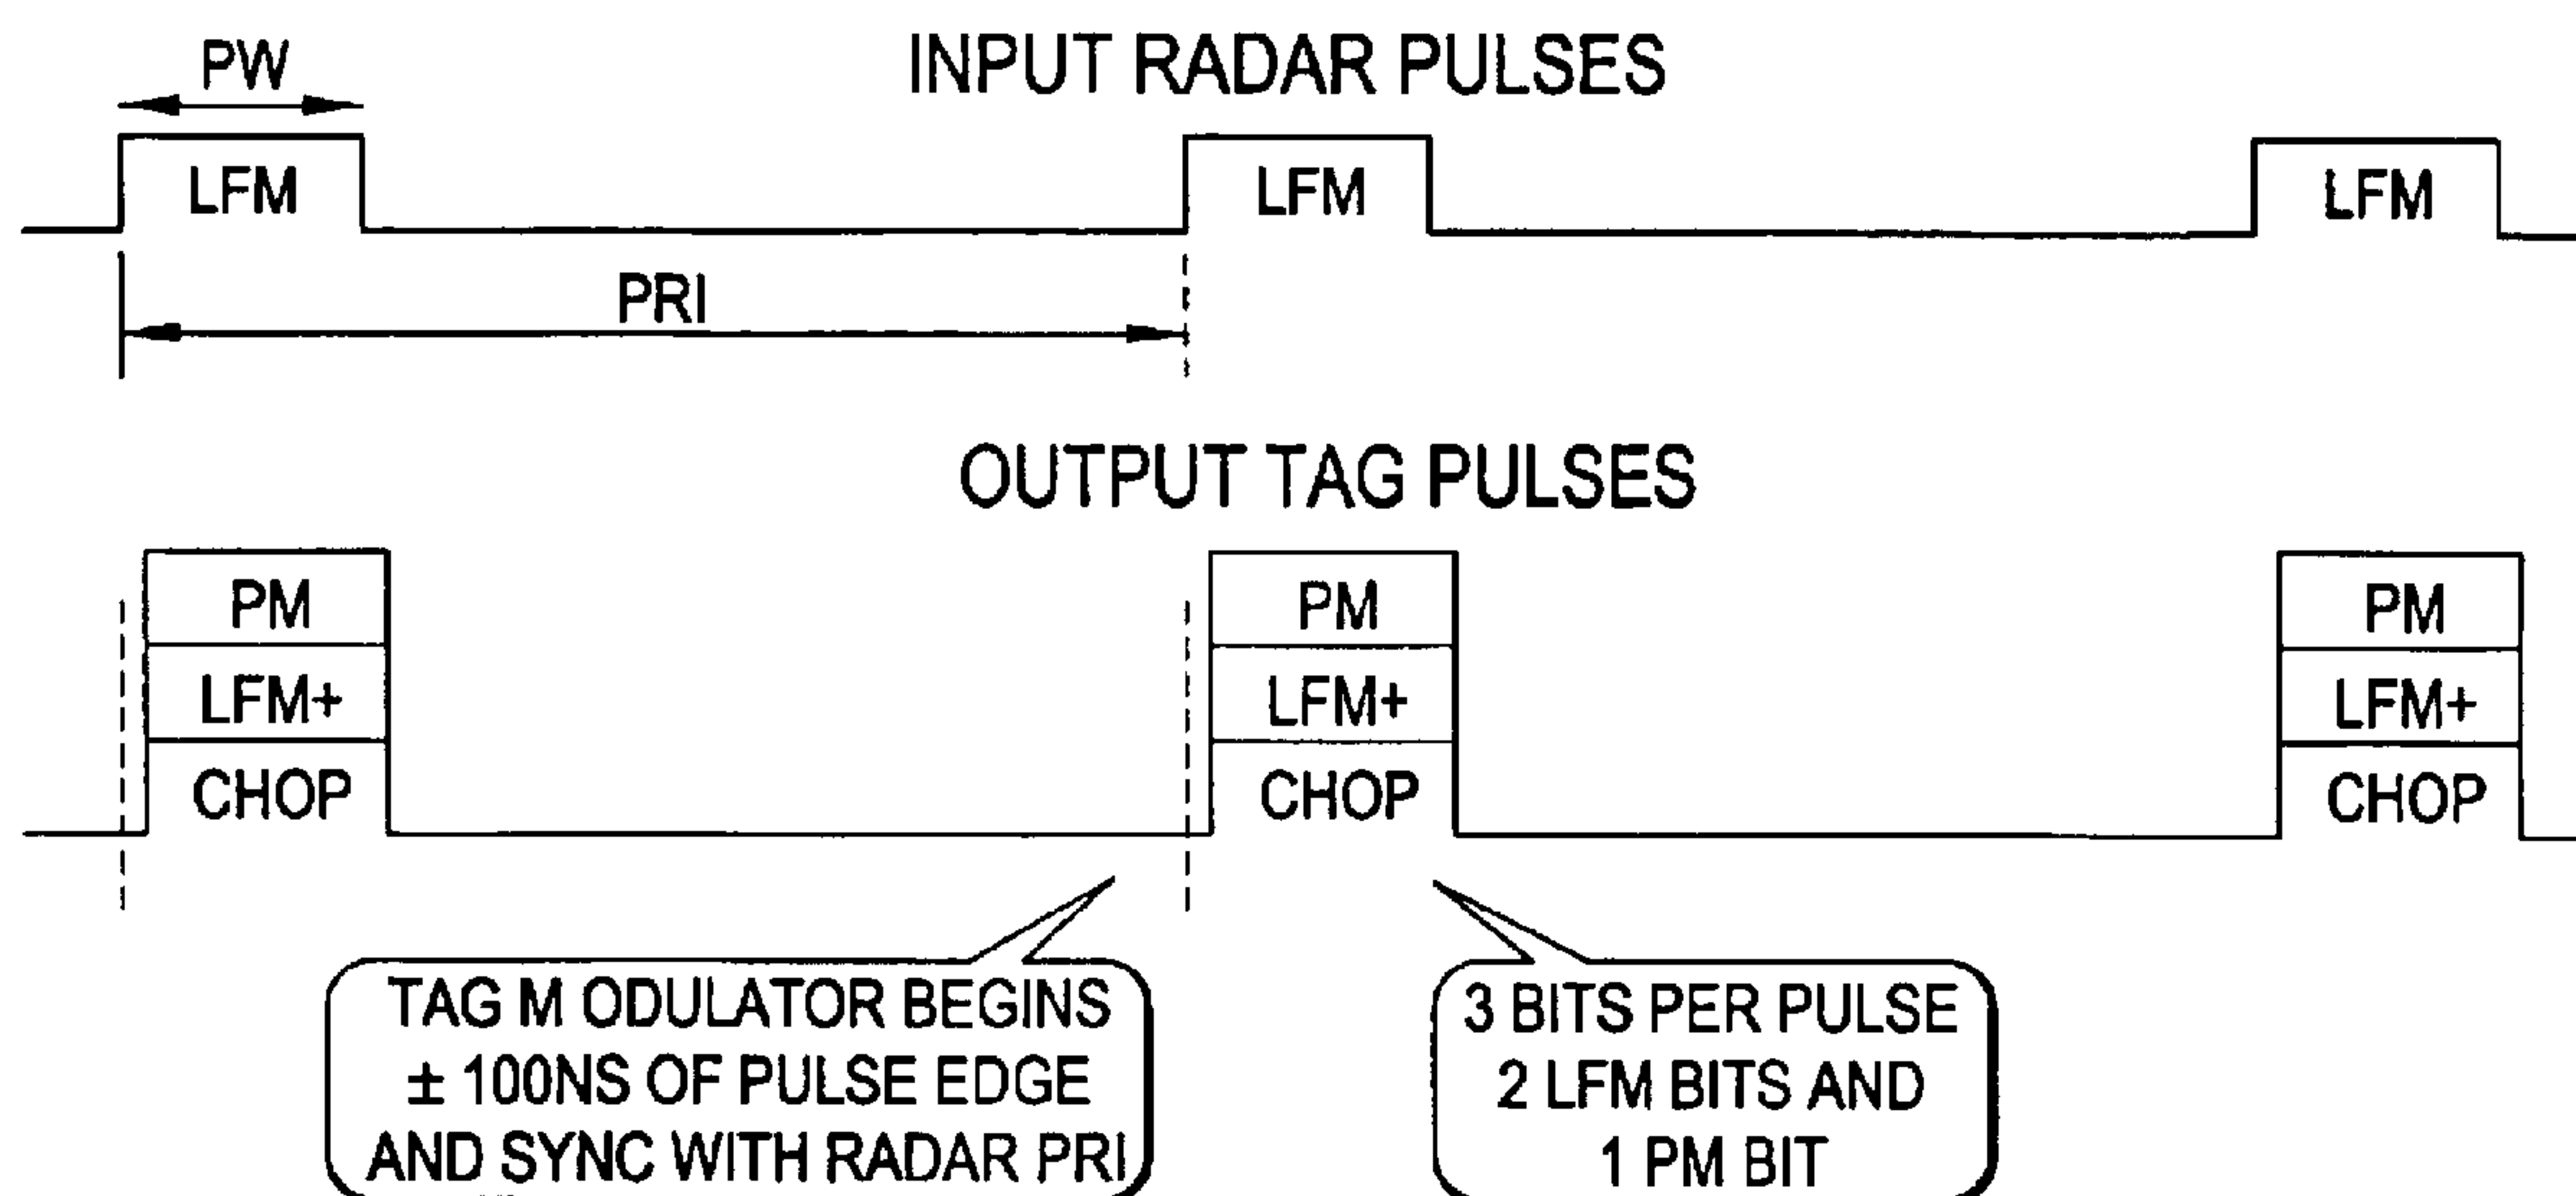 INPUT RADAR PULSES
PW
LFM
LFM
LFM
PRI
OUTPUT TAG PULSES
PM
LFM+
CHOP
PM
LFM+
CHOP
PM
LFM+
CHOP
TAG M ODULATOR BEGINS
± 100NS OF PULSE EDGE
AND SYNC WITH RADAR PRI
3 BITS PER PULSE
2 LFM BITS AND
1 PM BIT